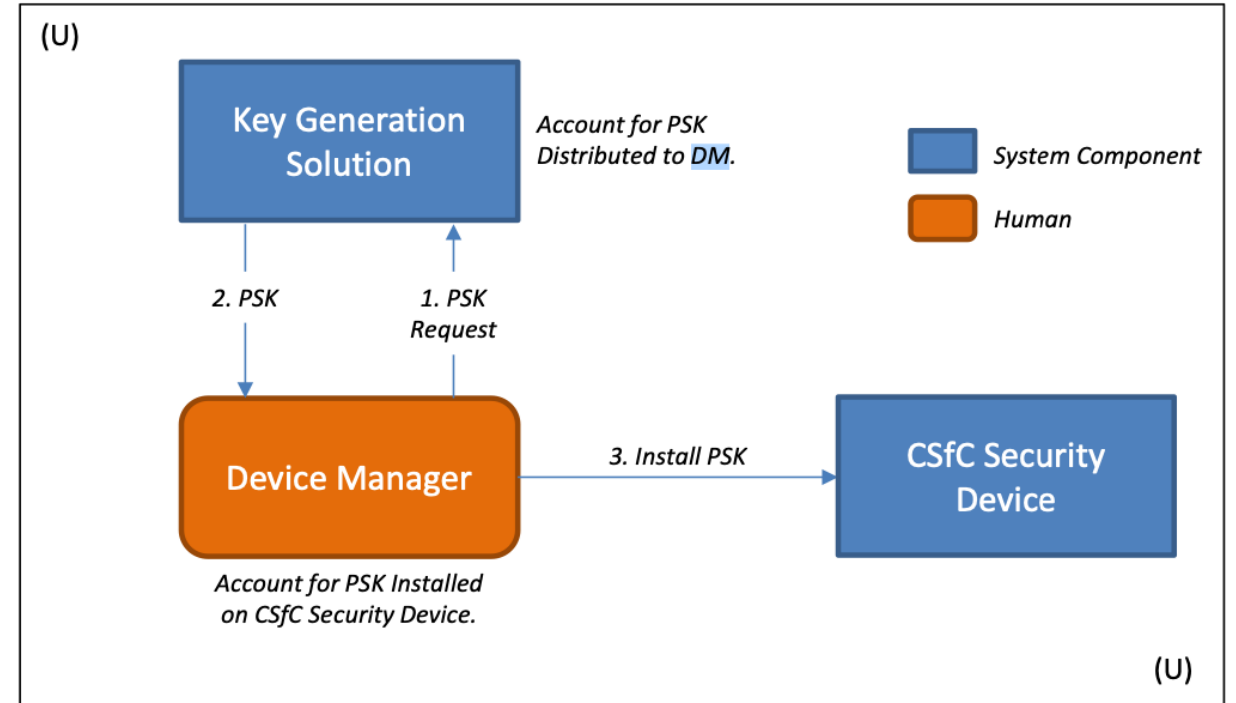 (U)
Key Generation
Solution
Account for PSK
Distributed to DM.
System Component
Human
2. PSK
1. PSK
Request
Device Manager
3. Install PSK
CSfC Security
Device
Account for PSK Installed
on CSfC Security Device.
(U)